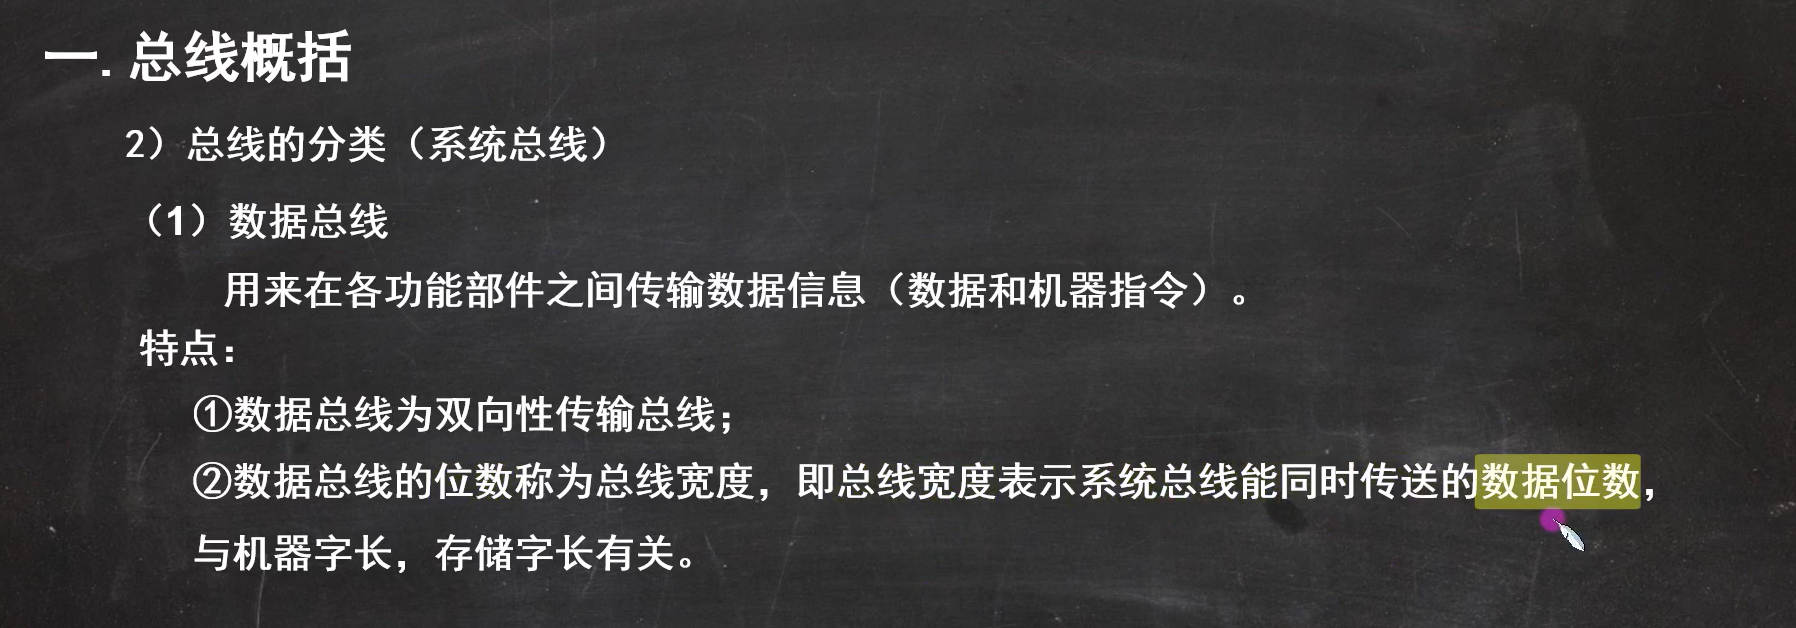 一. 总线概括
2）总线的分类（系统总线）
（1）数据总线
用来在各功能部件之间传输数据信息（数据和机器指令）。
特点：
①数据总线为双向性传输总线；
②数据总线的位数称为总线宽度，即总线宽度表示系统总线能同时传送的数据位数，
与机器字长，存储字长有关。